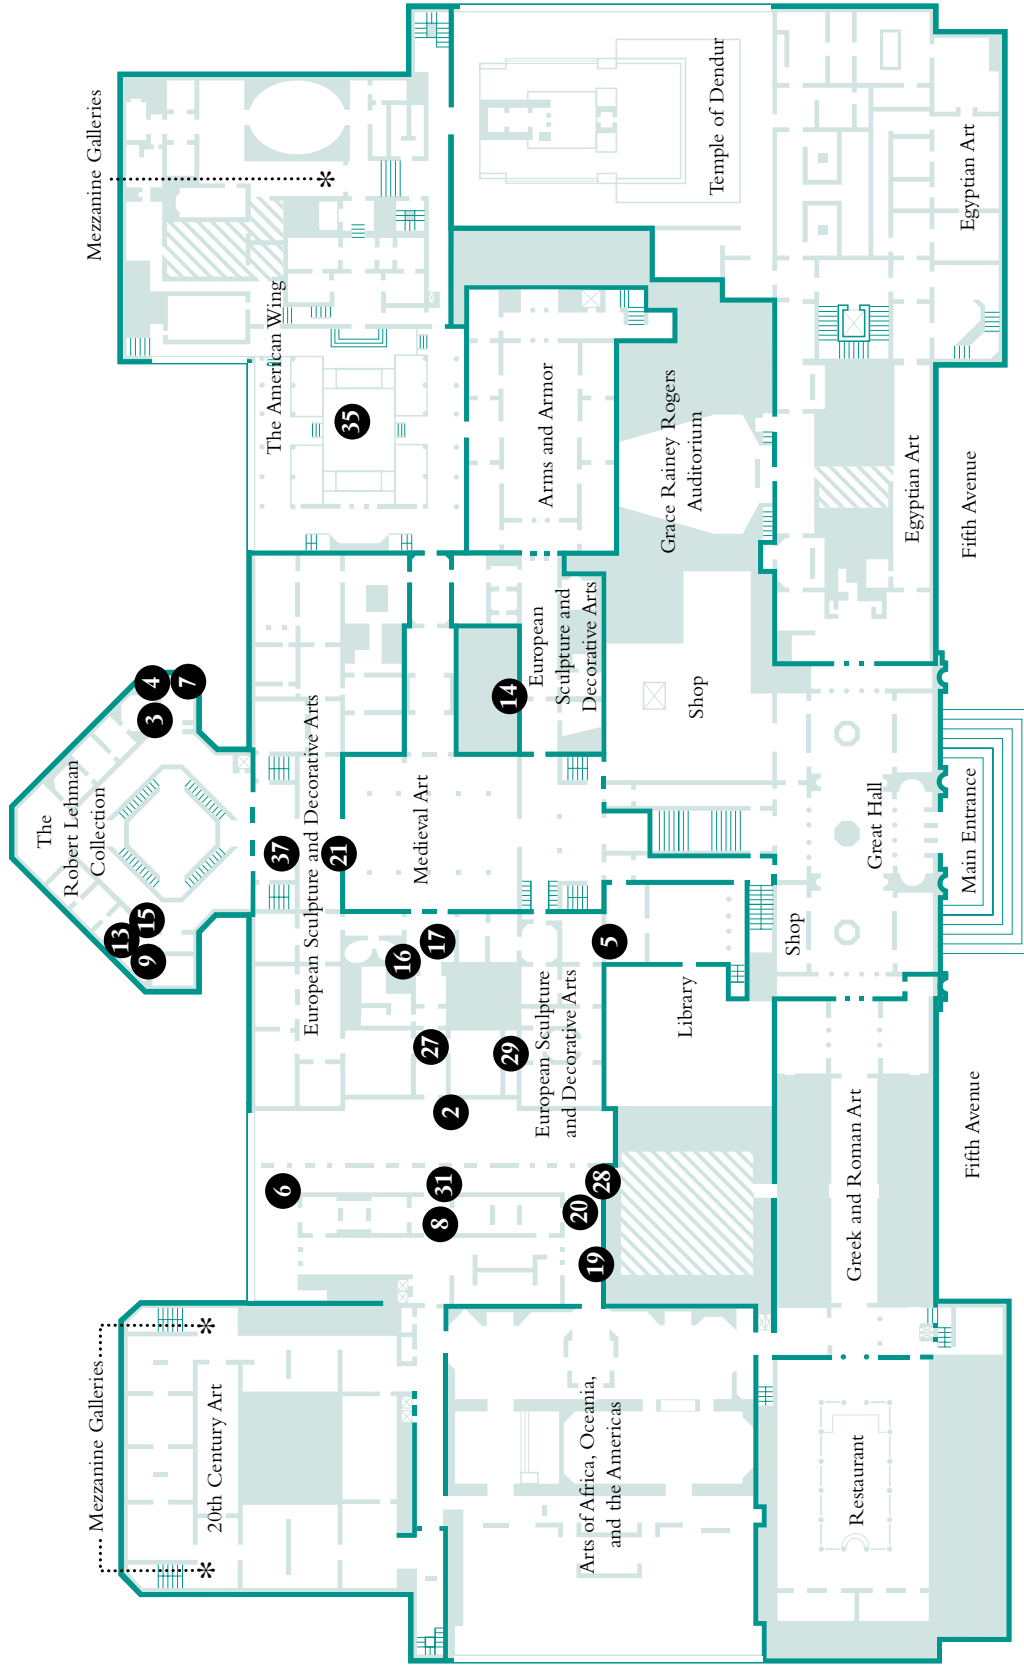 Mezzanine Galleries
*
The American Wing
35
Temple of Dendur
Egyptian Art
Arms and Armor
Grace Rainey Rogers
Auditorium
Egyptian Art
Fifth Avenue
The
Robert Lehman
Collection
4
7
3
15
13
9
European Sculpture and Decorative Arts
37
21
Medieval Art
14
European
Sculpture and
Decorative Arts
Shop
Great Hall
Main Entrance
Shop
5
17
16
27
29
2
European Sculpture
and Decorative Arts
Library
6
31
8
28
20
19
Greek and Roman Art
Fifth Avenue
Mezzanine Galleries
*
*
20th Century Art
Arts of Africa, Oceania,
and the Americas
Restaurant